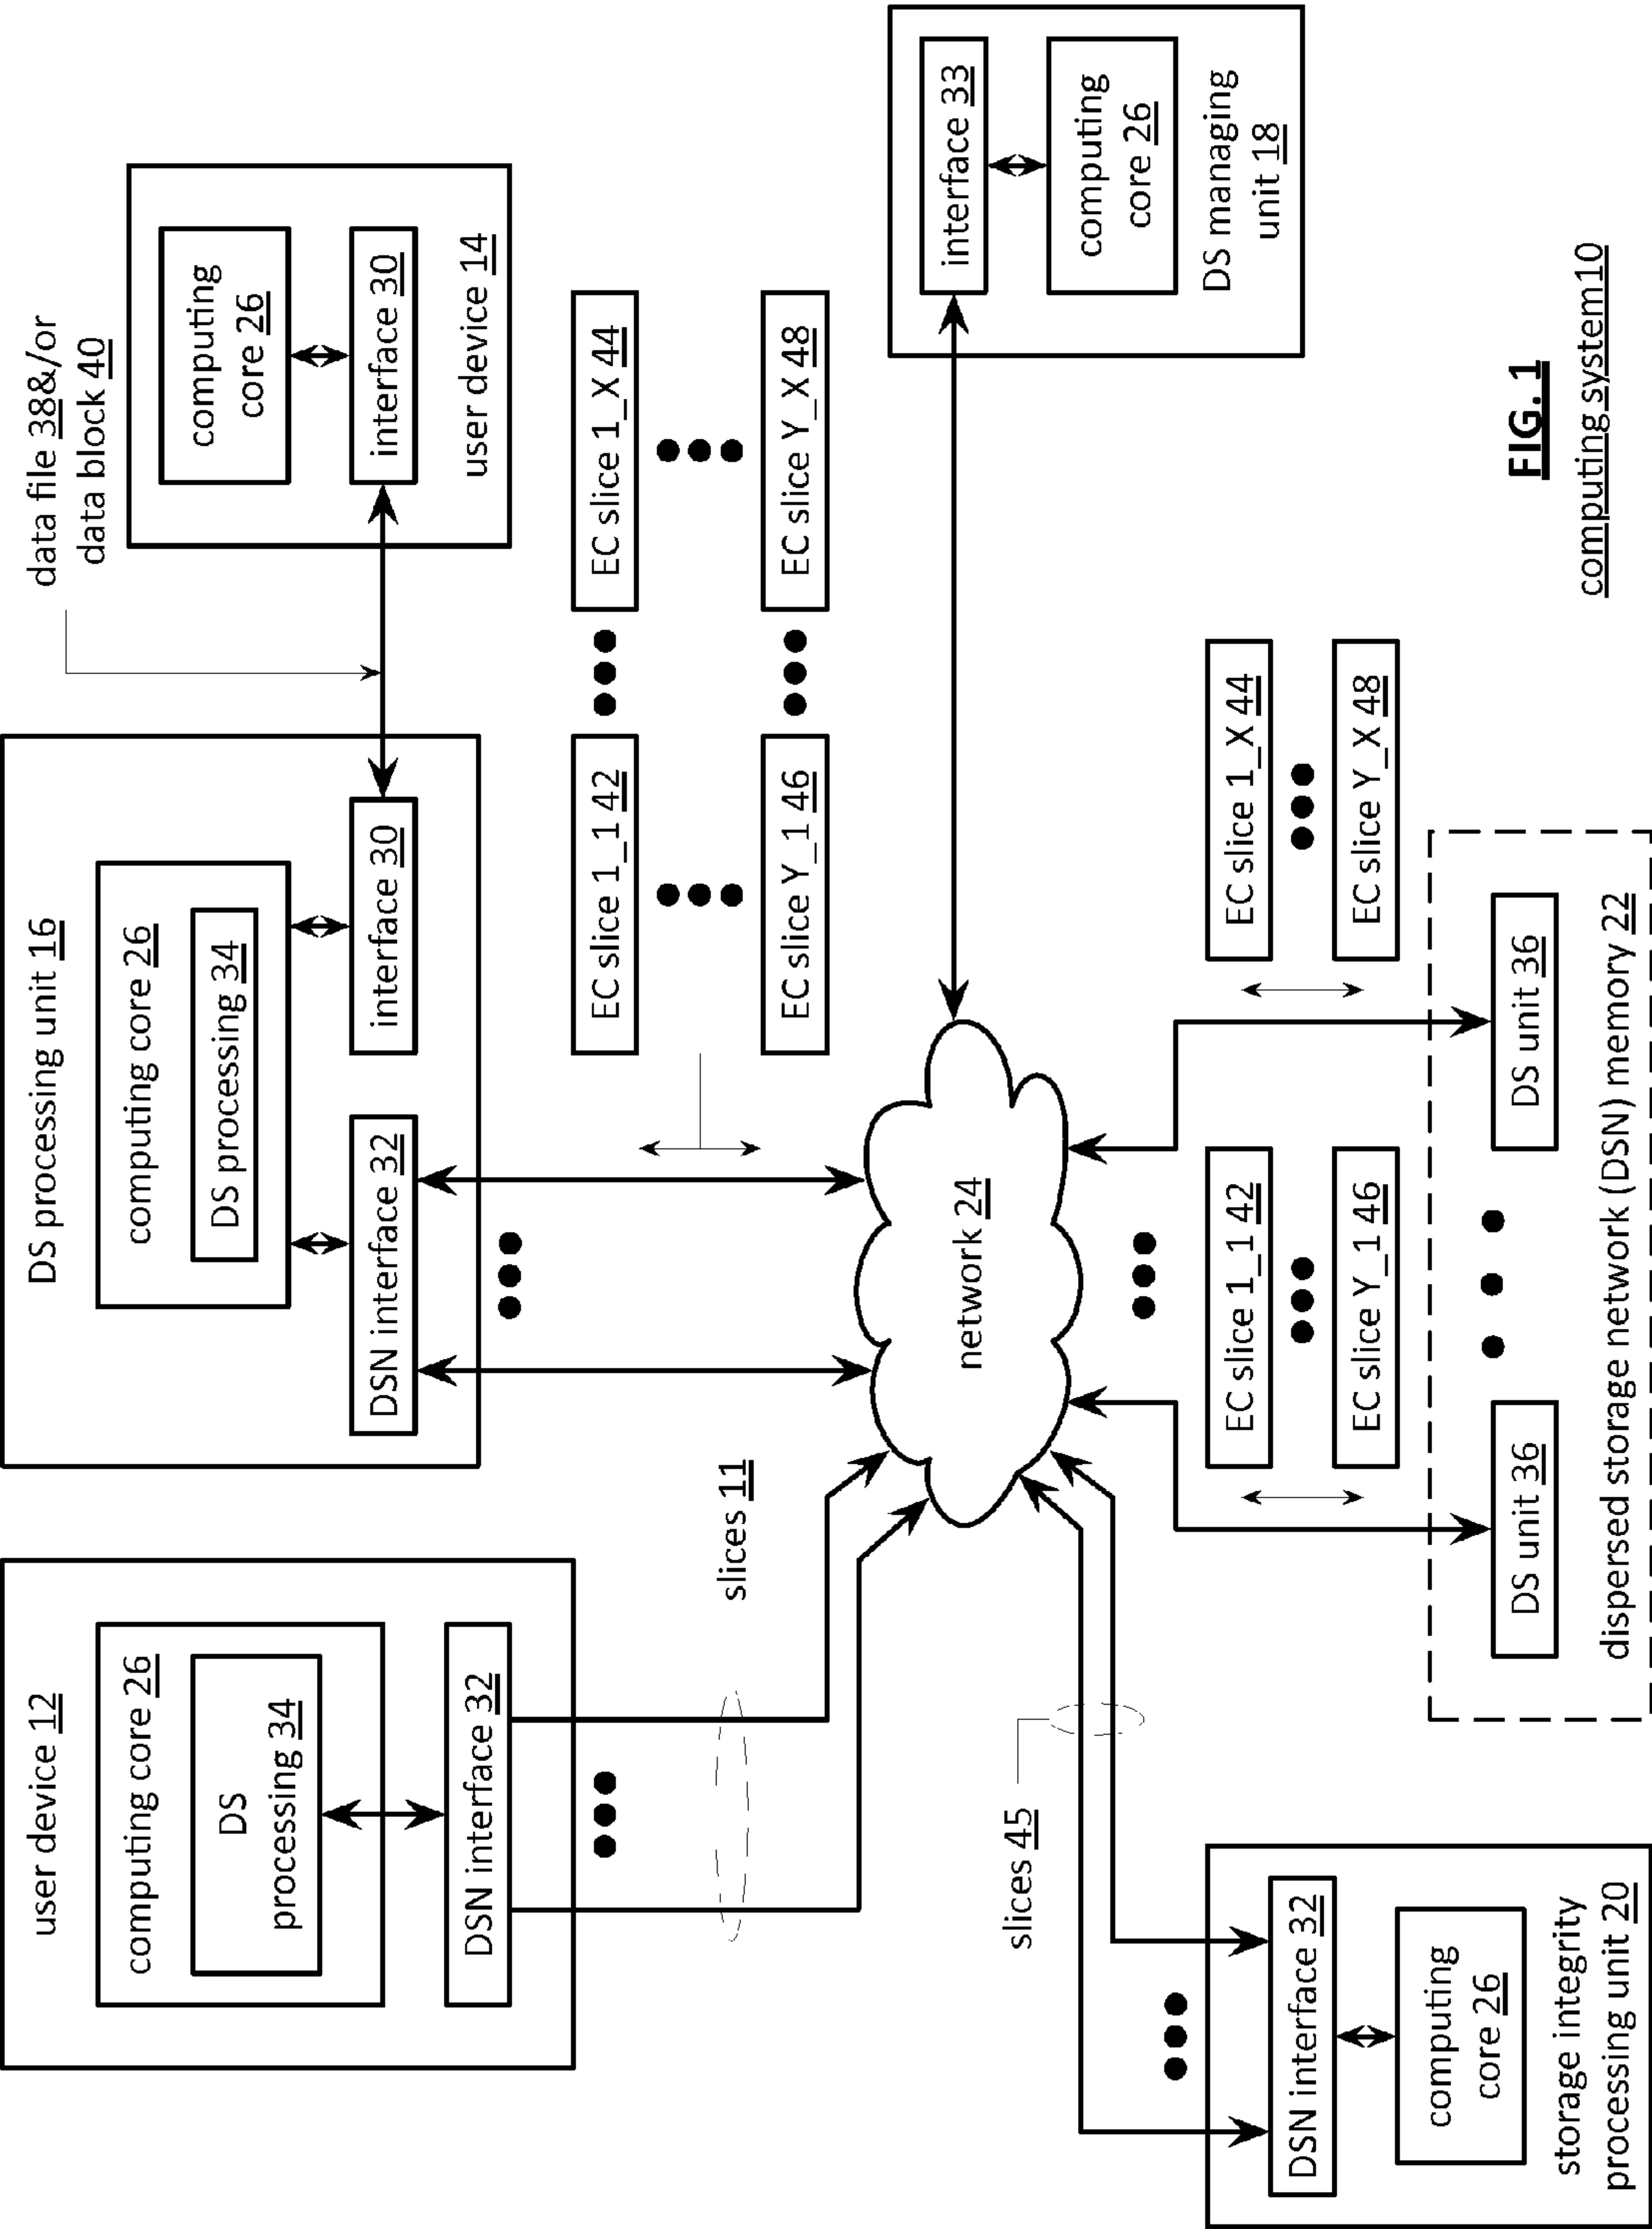 user device 12
computing core 26
DS
processing 34
DSN interface 32
slices 11
DS processing unit 16
computing core 26
DS processing 34
DSN interface 32
interface 30
data file 38&/or
data block 40
computing
core 26
interface 30
user device 14
EC slice 1_1 42
EC slice 1_X 44
EC slice Y_1 46
EC slice Y_X 48
network 24
interface 33
computing
core 26
DS managing
unit 18
slices 45
DSN interface 32
computing
core 26
storage integrity
processing unit 20
EC slice 1_1 42
EC slice Y_1 46
EC slice 1_X 44
EC slice Y_X 48
DS unit 36
DS unit 36
dispersed storage network (DSN) memory 22
FIG. 1
computing system10